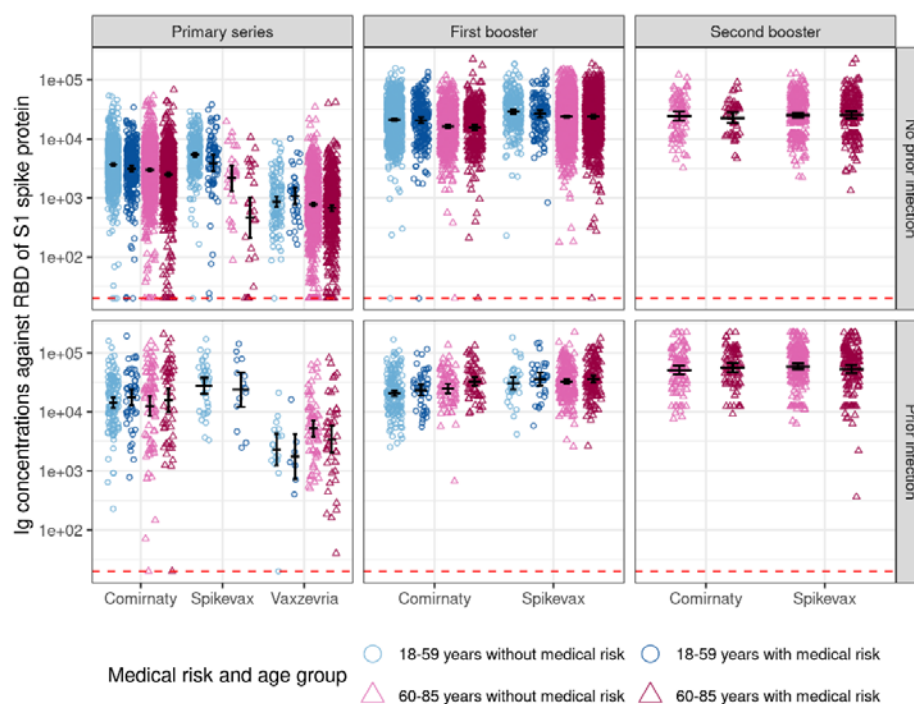 Primary series First booster Second booster
Ig concentrations against RBD of S1 spike protein
1e+05
1e+04
1e+03
1e+02
No prior infection
1e+05
1e+04
1e+03
1e+02
Prior infection
Comirnaty Spikevax Vaxzevria Comirnaty Spikevax Comirnaty Spikevax
Medical risk and age group
18-59 years without medical risk 18-59 years with medical risk
60-85 years without medical risk 60-85 years with medical risk